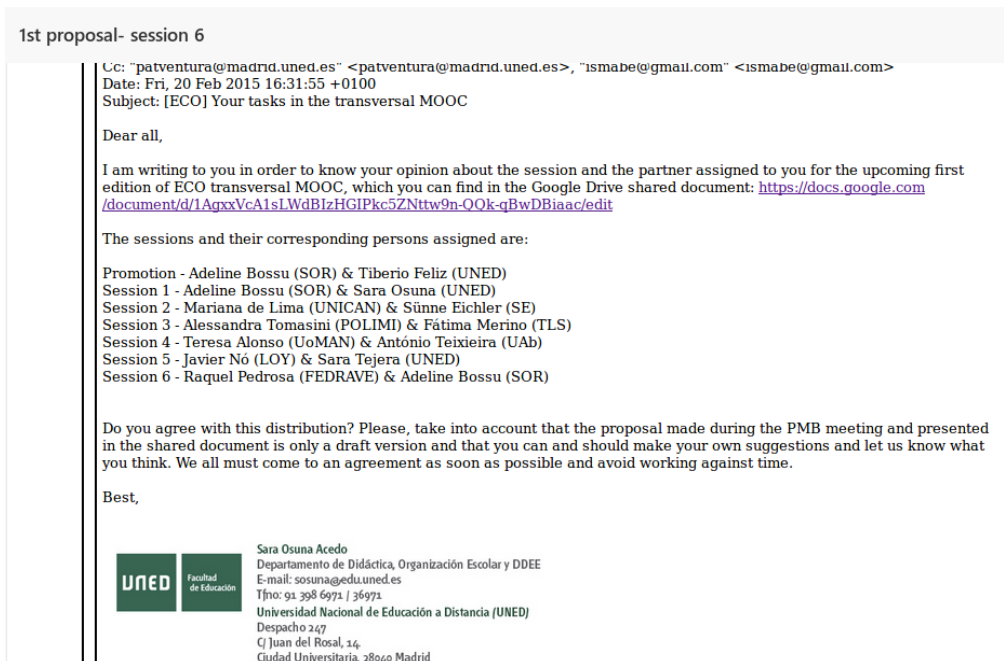 1st proposal- session 6
Cc: "patventura@madrid.uned.es" <patventura@madrid.uned.es>, "ismabe@gmail.com" <ismabe@gmail.com>
Date: Fri, 20 Feb 2015 16:31:55 +0100
Subject: [ECO] Your tasks in the transversal MOOC
Dear all,
I am writing to you in order to know your opinion about the session and the partner assigned to you for the upcoming first
edition of ECO transversal MOOC, which you can find in the Google Drive shared document: https://docs.google.com
/document/d/1AgxxVcA1sLWdBIzHGIPkc5ZNttw9n-QQk-qBwDBiaac/edit
The sessions and their corresponding persons assigned are:
Promotion - Adeline Bossu (SOR) & Tiberio Feliz (UNED)
Session 1 - Adeline Bossu (SOR) & Sara Osuna (UNED)
Session 2 - Mariana de Lima (UNICAN) & Sünne Eichler (SE)
Session 3 - Alessandra Tomasini (POLIMI) & Fátima Merino (TLS)
Session 4 - Teresa Alonso (UoMAN) & António Teixieira (UAb)
Session 5 - Javier Nó (LOY) & Sara Tejera (UNED)
Session 6 - Raquel Pedrosa (FEDRAVE) & Adeline Bossu (SOR)
Do you agree with this distribution? Please, take into account that the proposal made during the PMB meeting and presented
in the shared document is only a draft version and that you can and should make your own suggestions and let us know what
you think. We all must come to an agreement as soon as possible and avoid working against time.
Best,
UNED
Facultad
de Educación
Sara Osuna Acedo
Departamento de Didáctica, Organización Escolar y DDEE
E-mail: sosuna@edu.uned.es
Tfno: 91 398 6971 / 36971
Universidad Nacional de Educación a Distancia (UNED)
Despacho 247
C/ Juan del Rosal, 14.
Ciudad Universitaria, 28040 Madrid